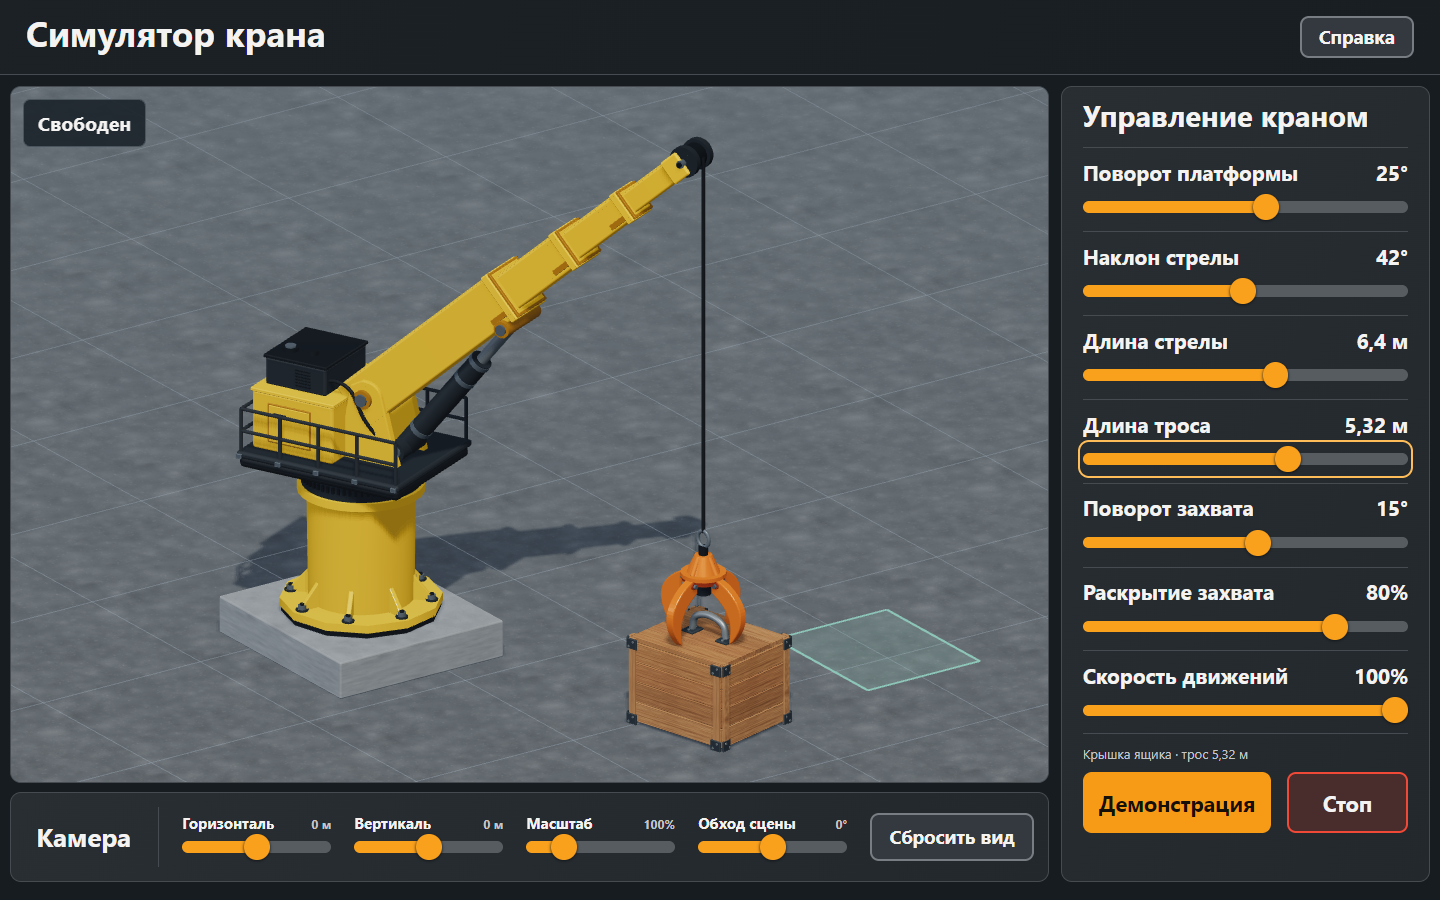 Симулятор крана
Справка
Свободен
Управление краном
Поворот платформы 25°
Наклон стрелы 42°
Длина стрелы 6,4 м
Длина троса 5,32 м
Поворот захвата 15°
Раскрытие захвата 80%
Скорость движений 100%
Крышка ящика · трос 5,32 м
Демонстрация Стоп
Камера
Горизонталь 0 м
Вертикаль 0 м
Масштаб 100%
Обход сцены 0°
Сбросить вид